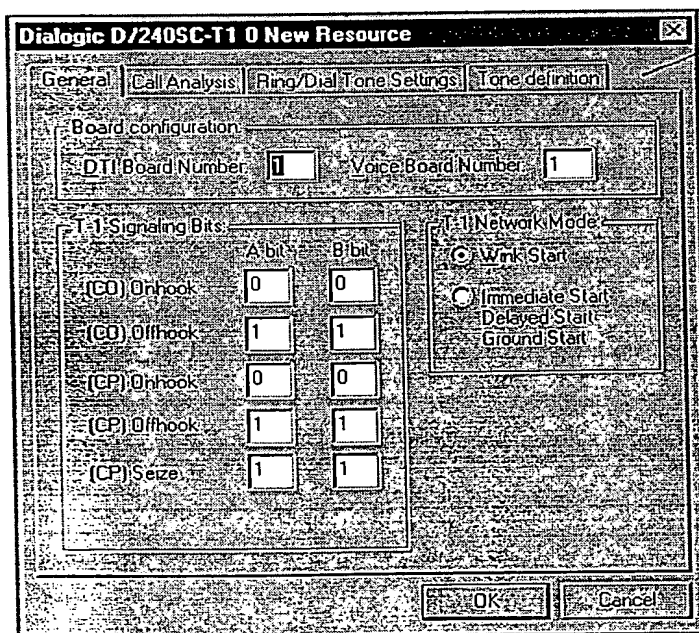 Dialogic D/240SC-T1 0 New Resource
General Call Analysis Ring/Dial Tone Settings Tone definition
Board configuration
DTI Board Number: 1 Voice Board Number: 1
T-1 Signaling Bits:
A bit B bit
(CO) Onhook 0 0
(CO) Offhook 1 1
(CP) Onhook 0 0
(CP) Offhook 1 1
(CP) Seize 1 1
T-1 Network Mode:
Wink Start
Immediate Start
Delayed Start
Ground Start
OK Cancel